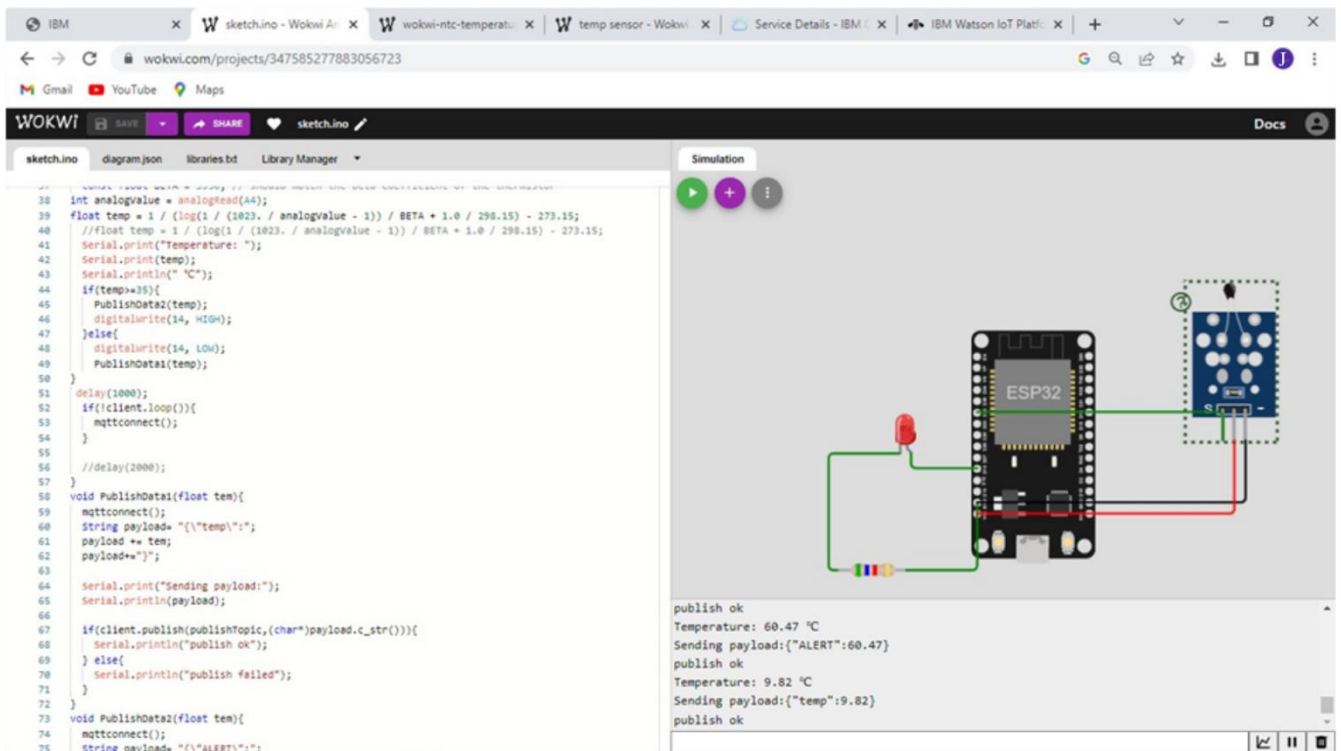 IBM
sketch.ino - Wokwi Ar
wokwi-ntc-temperatu
temp sensor - Wokwi
Service Details - IBM
IBM Watson IoT Platfo
wokwi.com/projects/347585277883056723
Gmail
YouTube
Maps
WOKWI
SAVE
SHARE
sketch.ino
Docs
sketch.ino
diagram.json
libraries.txt
Library Manager
Simulation
38 int analogValue = analogRead(A4);
39 float temp = 1 / (log(1 / (1023. / analogValue - 1)) / BETA + 1.0 / 298.15) - 273.15;
40 //float temp = 1 / (log(1 / (1023. / analogValue - 1)) / BETA + 1.0 / 298.15) - 273.15;
41 Serial.print("Temperature: ");
42 Serial.print(temp);
43 Serial.println(" ℃");
44 if(temp>=35){
45 PublishData2(temp);
46 digitalWrite(14, HIGH);
47 }else{
48 digitalWrite(14, LOW);
49 PublishData1(temp);
50 }
51 delay(1000);
52 if(!client.loop()){
53 mqttconnect();
54 }
55
56 //delay(2000);
57 }
58 void PublishData1(float tem){
59 mqttconnect();
60 String payload= "{\"temp\":";
61 payload += tem;
62 payload+="}";
63
64 Serial.print("Sending payload:");
65 Serial.println(payload);
66
67 if(client.publish(publishTopic,(char*)payload.c_str())){
68 Serial.println("publish ok");
69 } else{
70 Serial.println("publish failed");
71 }
72 }
73 void PublishData2(float tem){
74 mqttconnect();
75 String payload= "{\"ALERT\":";
ESP32
S
-
publish ok
Temperature: 60.47 ℃
Sending payload:{"ALERT":60.47}
publish ok
Temperature: 9.82 ℃
Sending payload:{"temp":9.82}
publish ok